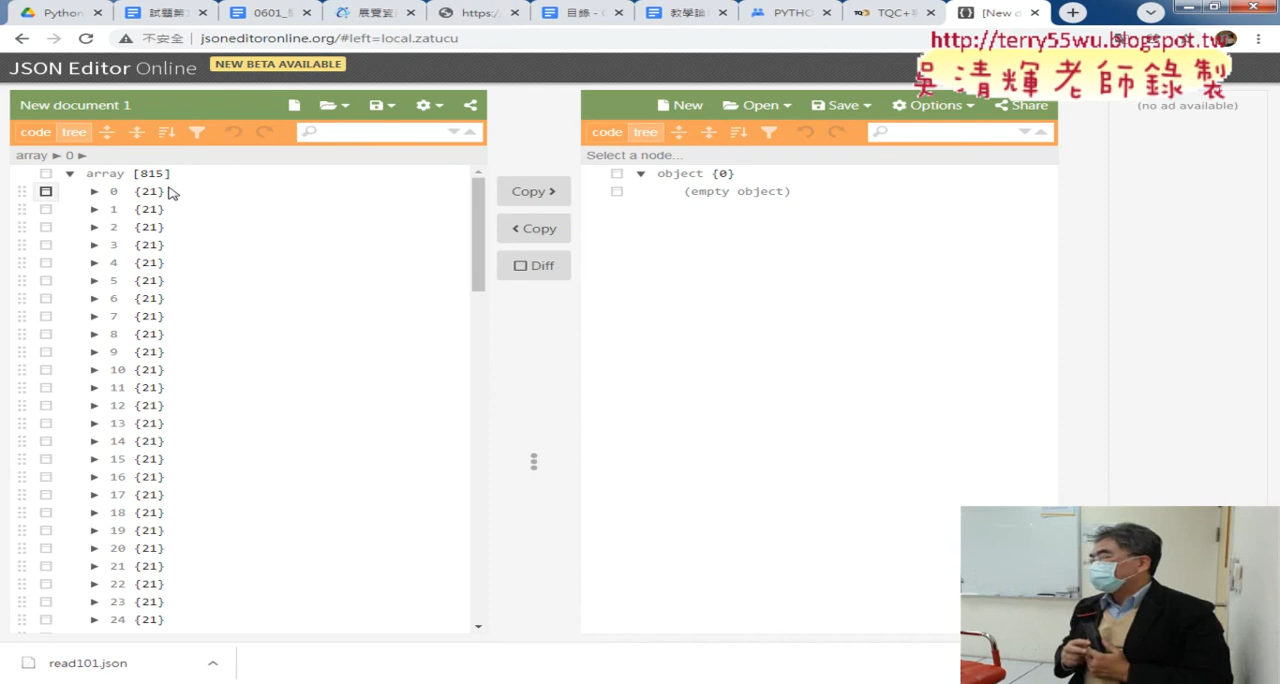 Python
試題第
0601_
展覽資
https:/
目錄 - 
教學論
PYTHO
TQC+
[New d
不安全
jsoneditoronline.org/#left=local.zatucu
http://terry55wu.blogspot.tw
吳清輝老師錄製
JSON Editor Online
NEW BETA AVAILABLE
New document 1
New
Open
Save
Options
Share
(no ad available)
code
tree
code
tree
array ▶ 0 ▶
Select a node...
array [815]
object {0}
0 {21}
(empty object)
1 {21}
2 {21}
3 {21}
4 {21}
5 {21}
6 {21}
7 {21}
8 {21}
9 {21}
10 {21}
11 {21}
12 {21}
13 {21}
14 {21}
15 {21}
16 {21}
17 {21}
18 {21}
19 {21}
20 {21}
21 {21}
22 {21}
23 {21}
24 {21}
Copy >
< Copy
Diff
read101.json